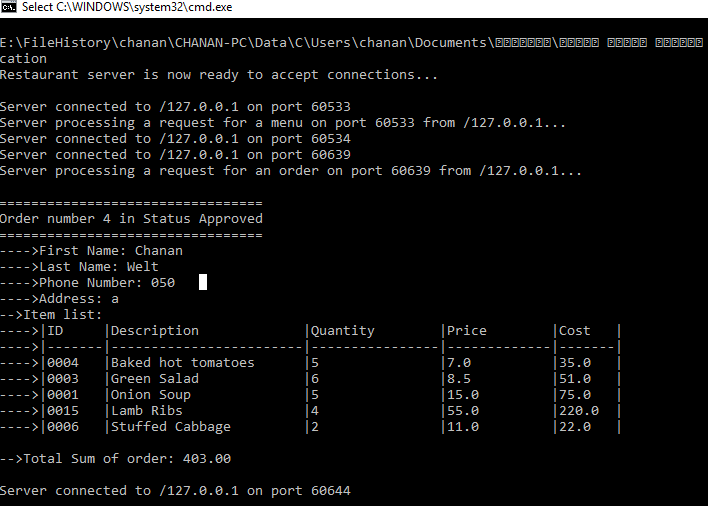 Select C:\WINDOWS\system32\cmd.exe
E:\FileHistory\chanan\CHANAN-PC\Data\C\Users\chanan\Documents\
cation
Restaurant server is now ready to accept connections...
Server connected to /127.0.0.1 on port 60533
Server processing a request for a menu on port 60533 from /127.0.0.1...
Server connected to /127.0.0.1 on port 60534
Server connected to /127.0.0.1 on port 60639
Server processing a request for an order on port 60639 from /127.0.0.1...
=================================
Order number 4 in Status Approved
=================================
---->First Name: Chanan
---->Last Name: Welt
---->Phone Number: 050
---->Address: a
-->Item list:
---->|ID |Description |Quantity |Price |Cost |
---->|-------|------------------------|----------------|-------------|-------|
---->|0004 |Baked hot tomatoes |5 |7.0 |35.0 |
---->|0003 |Green Salad |6 |8.5 |51.0 |
---->|0001 |Onion Soup |5 |15.0 |75.0 |
---->|0015 |Lamb Ribs |4 |55.0 |220.0 |
---->|0006 |Stuffed Cabbage |2 |11.0 |22.0 |
-->Total Sum of order: 403.00
Server connected to /127.0.0.1 on port 60644